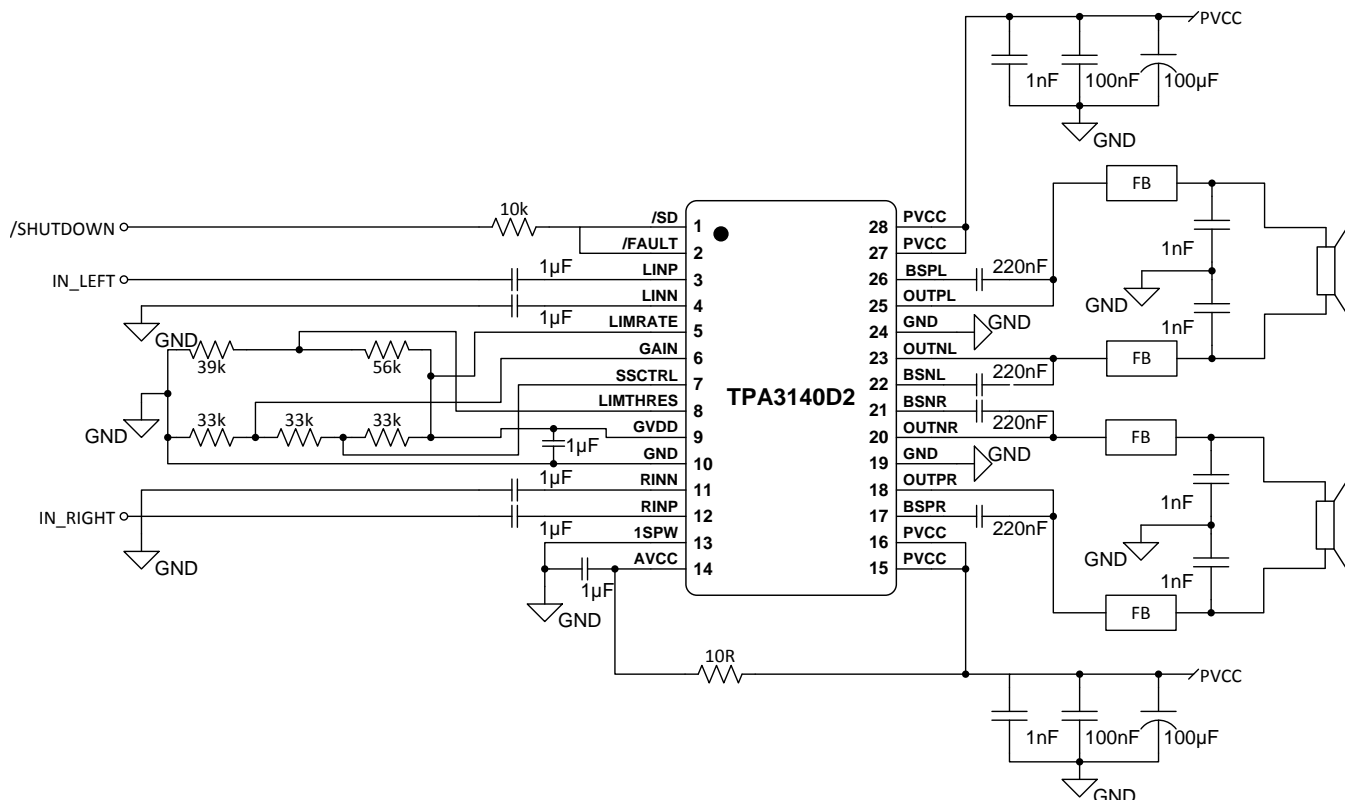 PVCC
1nF
100nF
100µF
GND
/SHUTDOWN
10k
/SD
1
/FAULT
2
IN_LEFT
1µF
LINP
3
LINN
4
1µF
GND
LIMRATE
5
39k
56k
GAIN
6
SSCTRL
7
LIMTHRES
8
GND
33k
33k
33k
GVDD
9
1µF
GND
10
1µF
RINN
11
IN_RIGHT
RINP
12
1µF
GND
1SPW
13
AVCC
14
1µF
GND
TPA3140D2
28
PVCC
27
PVCC
26
BSPL
220nF
25
OUTPL
24
GND
GND
23
OUTNL
22
BSNL
220nF
21
BSNR
220nF
20
OUTNR
19
GND
GND
18
OUTPR
17
BSPR
220nF
16
PVCC
15
PVCC
FB
1nF
GND
1nF
FB
FB
1nF
GND
1nF
FB
10R
PVCC
1nF
100nF
100µF
GND